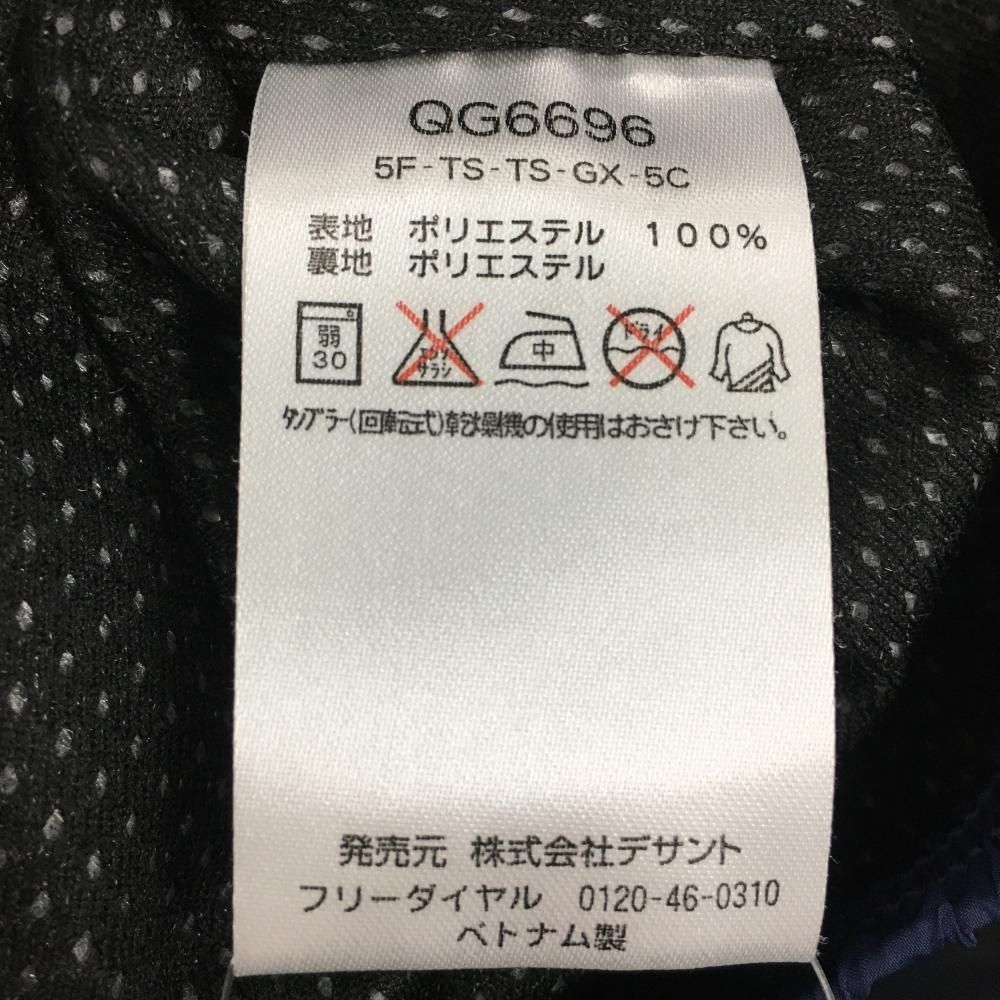 QG6696
5F-TS-TS-GX-5C
表地 ポリエステル 100%
裏地 ポリエステル
弱
30
エンソ
サラシ
中
ドライ
タンブラー(回転式)乾燥機の使用はおさけ下さい。
発売元 株式会社デサント
フリーダイヤル 0120-46-0310
ベトナム製